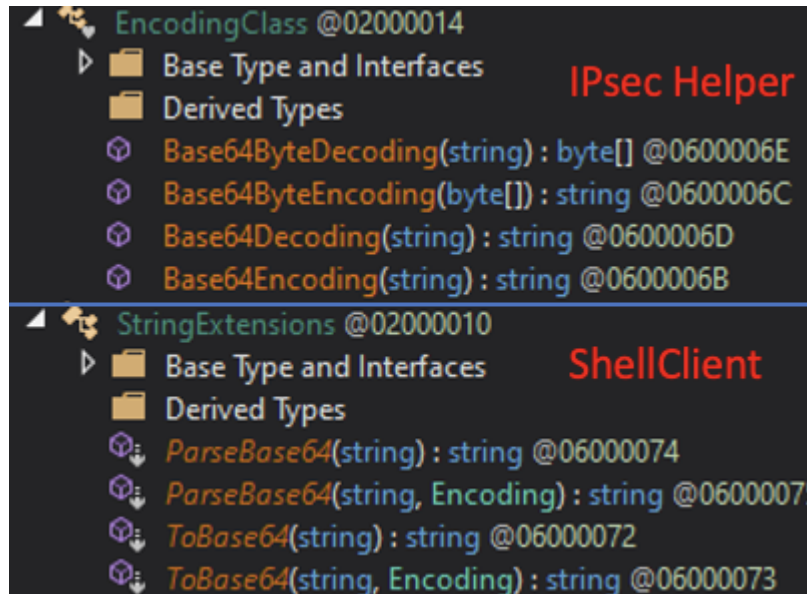 EncodingClass @02000014
Base Type and Interfaces
IPsec Helper
Derived Types
Base64ByteDecoding(string) : byte[] @0600006E
Base64ByteEncoding(byte[]) : string @0600006C
Base64Decoding(string) : string @0600006D
Base64Encoding(string) : string @0600006B
StringExtensions @02000010
Base Type and Interfaces
ShellClient
Derived Types
ParseBase64(string) : string @06000074
ParseBase64(string, Encoding) : string
ToBase64(string) : string @06000072
ToBase64(string, Encoding) : string @06000073